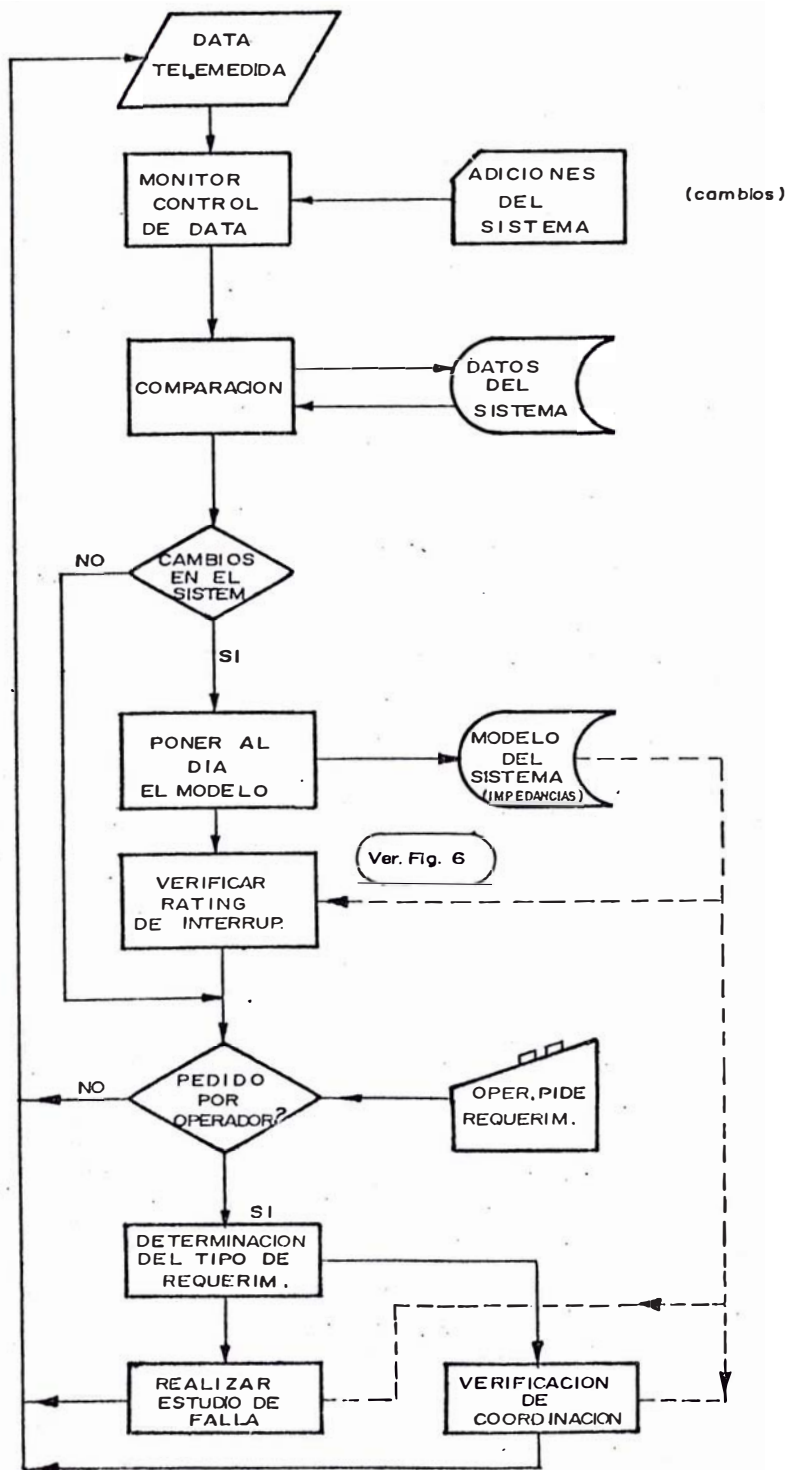 DATA
TELEMEDIDA
MONITOR
CONTROL
DE DATA
ADICIONES
DEL
SISTEMA
(cambios)
COMPARACION
DATOS
DEL
SISTEMA
NO
CAMBIOS
EN EL
SISTEM
SI
PONER AL
DIA
EL MODELO
MODELO
DEL
SISTEMA
(IMPEDANCIAS)
Ver. Fig. 6
VERIFICAR
RATING
DE INTERRUP.
NO
PEDIDO
POR
OPERADOR?
OPER. PIDE
REQUERIM.
SI
DETERMINACION
DEL TIPO DE
REQUERIM.
REALIZAR
ESTUDIO DE
FALLA
VERIFICACION
DE
COORDINACION